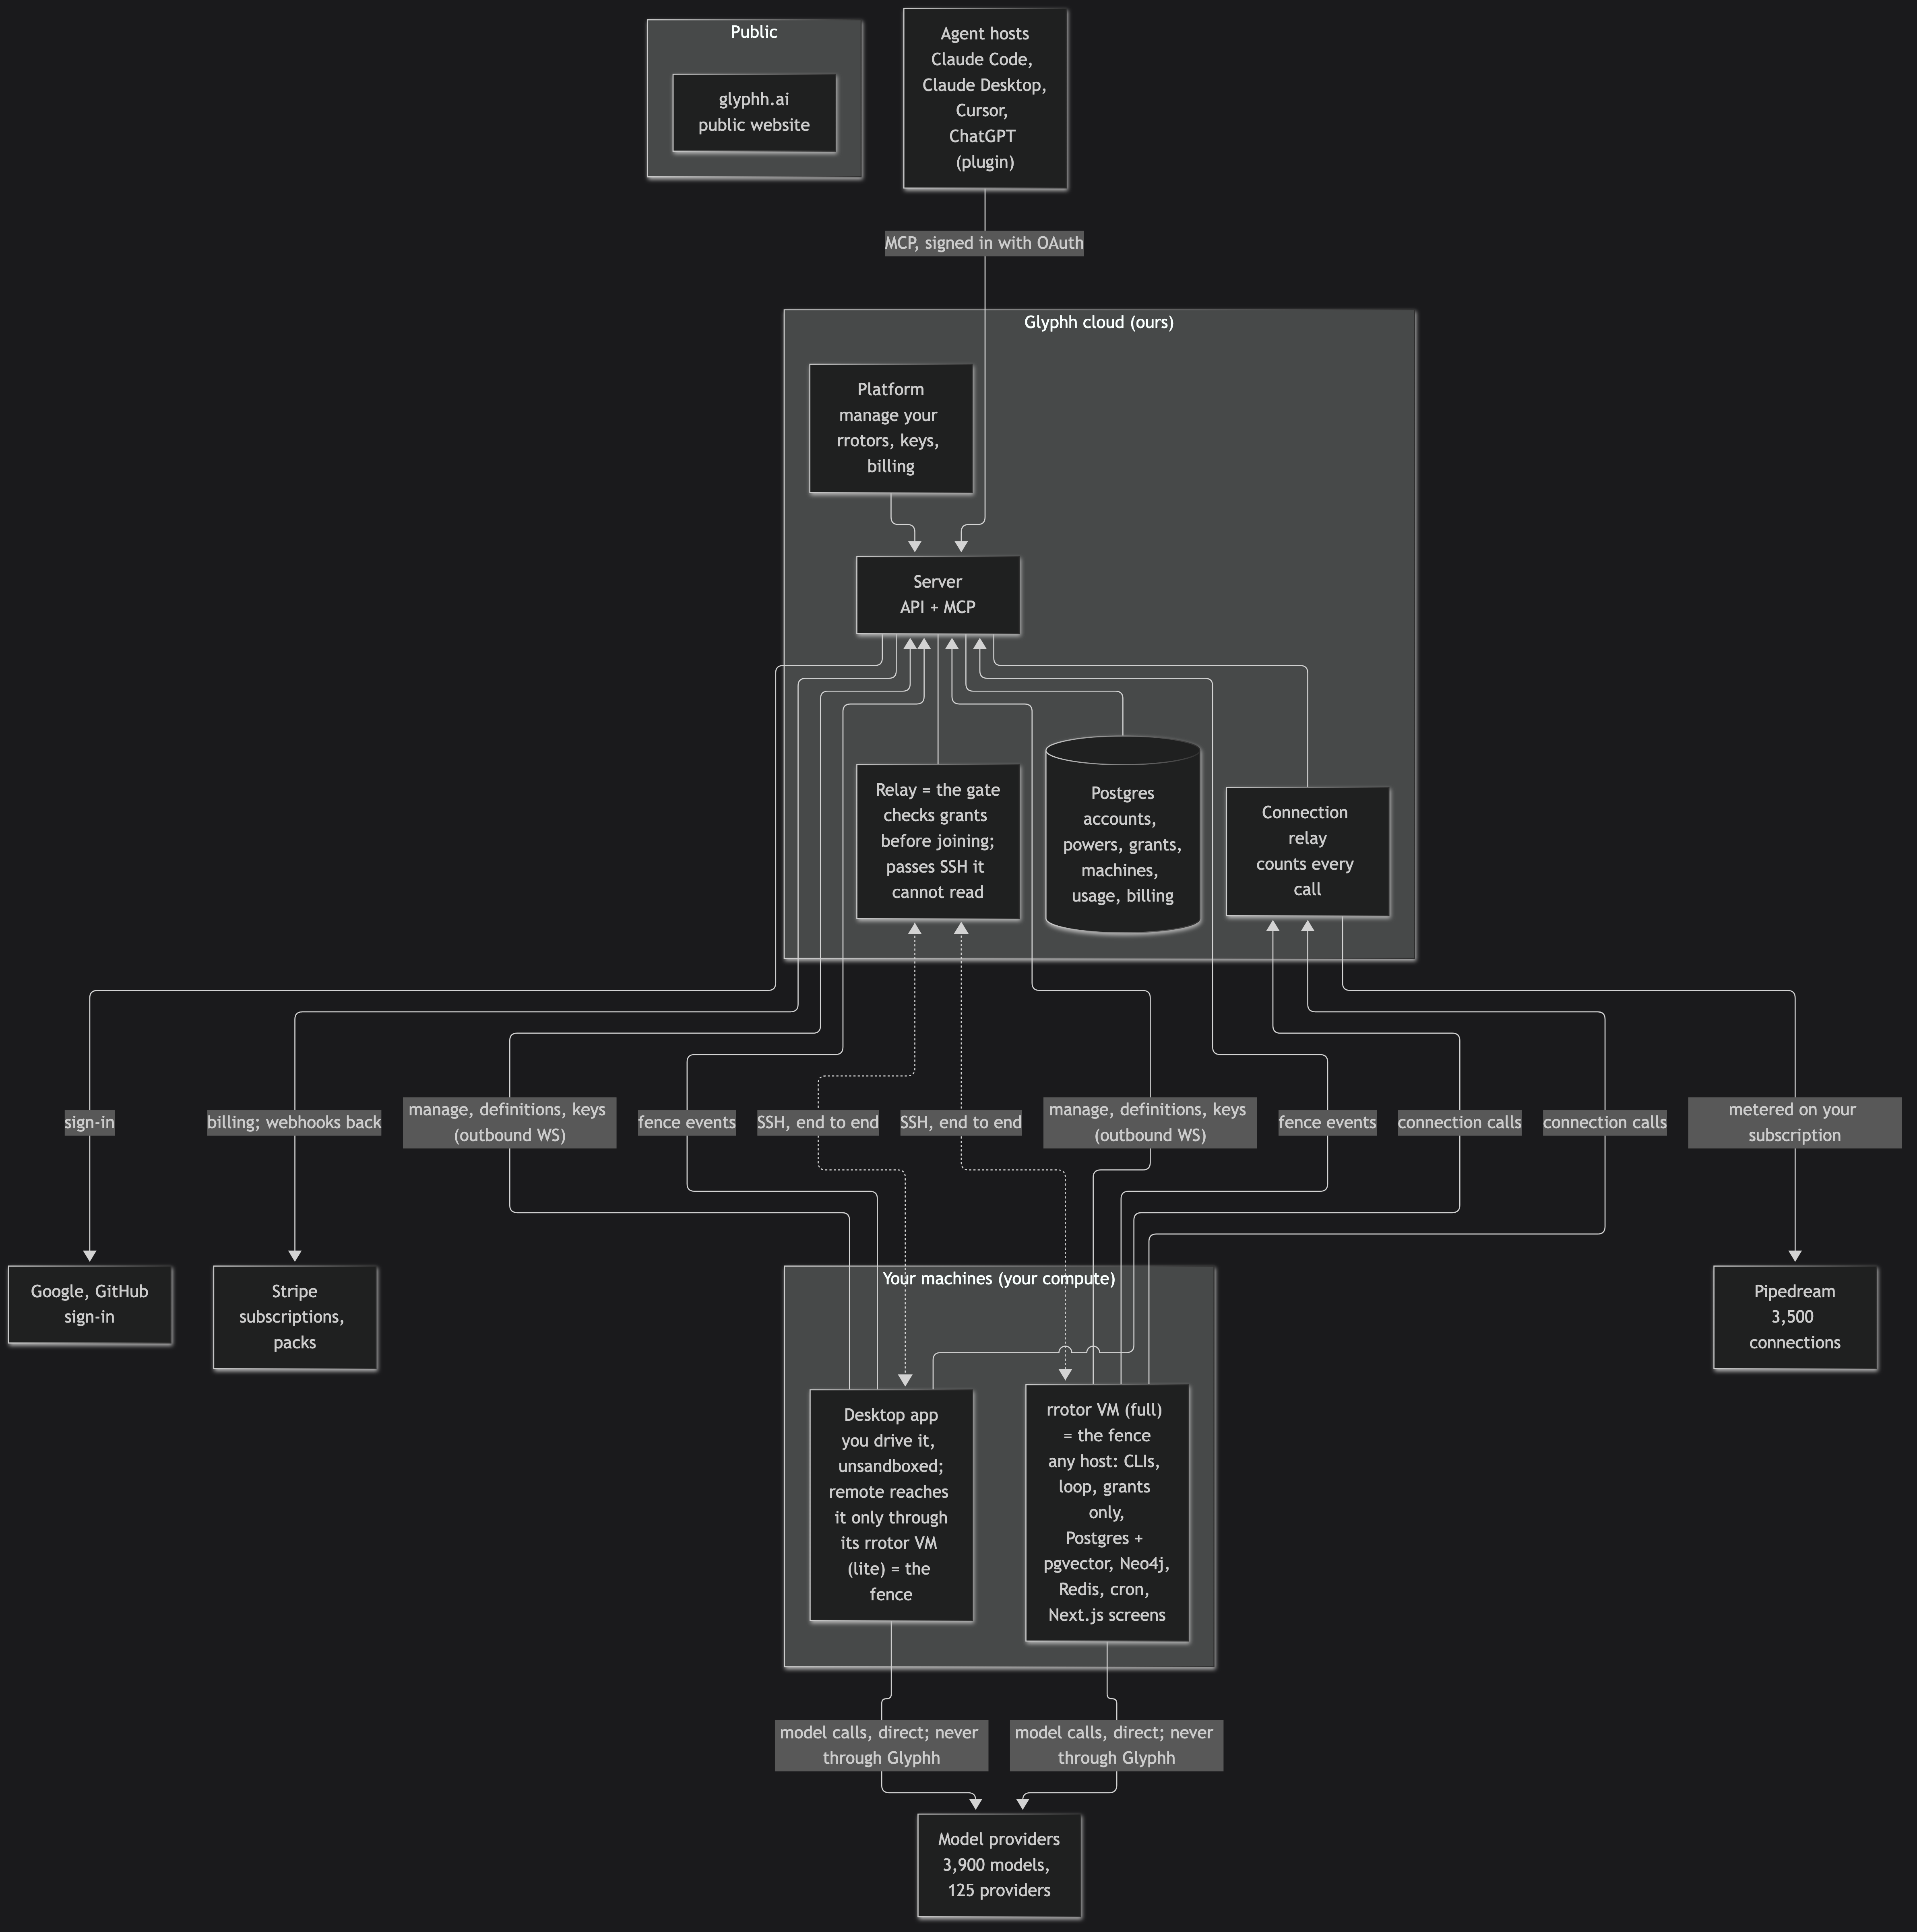 Public
glyphh.ai
public website
Agent hosts
Claude Code,
Claude Desktop,
Cursor,
ChatGPT
(plugin)
MCP, signed in with OAuth
Glyphh cloud (ours)
Platform
manage your
rrotors, keys,
billing
Server
API + MCP
Relay = the gate
checks grants
before joining;
passes SSH it
cannot read
Postgres
accounts,
powers, grants,
machines,
usage, billing
Connection
relay
counts every
call
sign-in
billing; webhooks back
manage, definitions, keys
(outbound WS)
fence events
SSH, end to end
SSH, end to end
manage, definitions, keys
(outbound WS)
fence events
connection calls
connection calls
metered on your
subscription
Google, GitHub
sign-in
Stripe
subscriptions,
packs
Your machines (your compute)
Pipedream
3,500
connections
Desktop app
you drive it,
unsandboxed;
remote reaches
it only through
its rrotor VM
(lite) = the
fence
rrotor VM (full)
= the fence
any host: CLIs,
loop, grants
only,
Postgres +
pgvector, Neo4j,
Redis, cron,
Next.js screens
model calls, direct; never
through Glyphh
model calls, direct; never
through Glyphh
Model providers
3,900 models,
125 providers